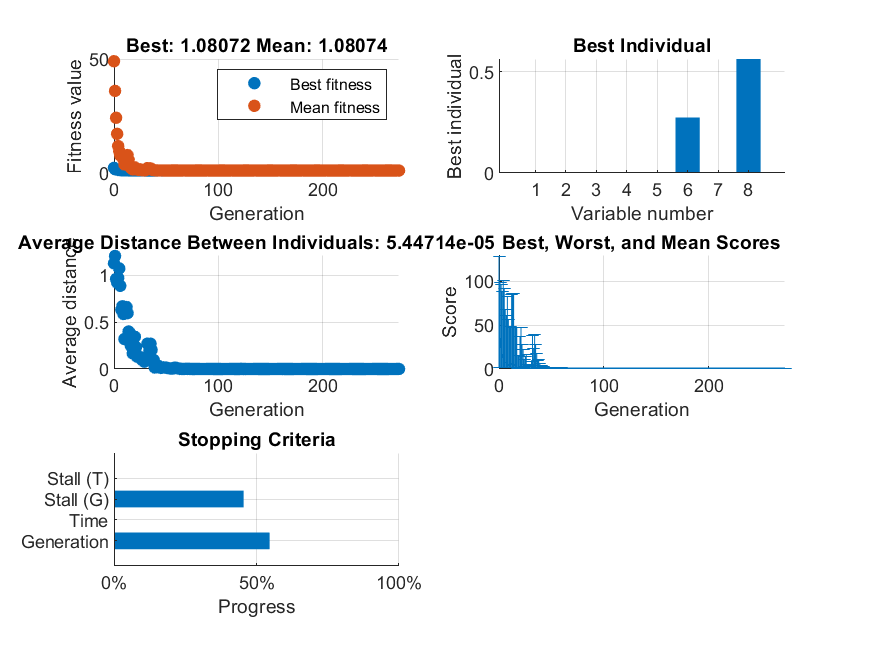 Best: 1.08072 Mean: 1.08074
Fitness value
50
0
Best fitness
Mean fitness
0 100 200
Generation
Best Individual
Best individual
0.5
0
1 2 3 4 5 6 7 8
Variable number
Average Distance Between Individuals: 5.44714e-05
Average distance
1
0.5
0
0 100 200
Generation
Best, Worst, and Mean Scores
Score
100
50
0
0 100 200
Generation
Stopping Criteria
Stall (T)
Stall (G)
Time
Generation
0% 50% 100%
Progress